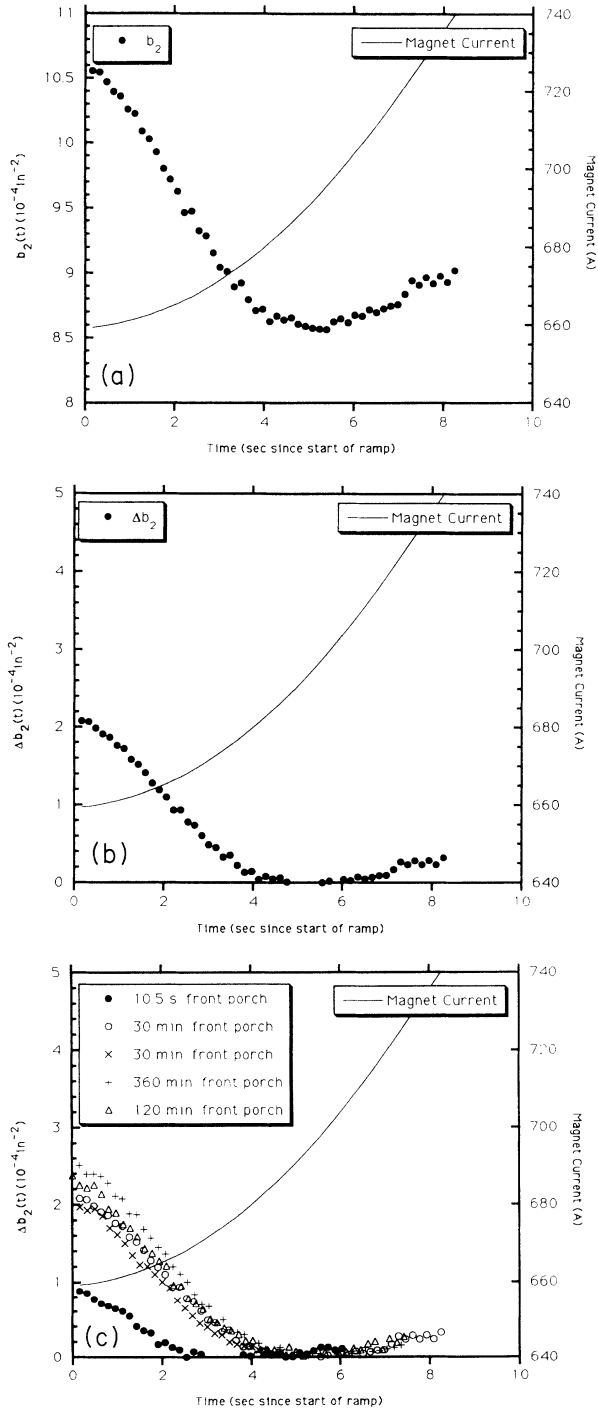 11
10.5
10
9.5
9
8.5
8
b2(t) (10^-4 in^-2)
b2
Magnet Current
740
720
700
680
660
640
Magnet Current (A)
(a)
0 2 4 6 8 10
Time (sec since start of ramp)
5
4
3
2
1
0
Δb2(t) (10^-4 in^-2)
Δb2
Magnet Current
740
720
700
680
660
640
Magnet Current (A)
(b)
0 2 4 6 8 10
Time (sec since start of ramp)
5
4
3
2
1
0
Δb2(t) (10^-4 in^-2)
10.5 s front porch
30 min front porch
30 min front porch
360 min front porch
120 min front porch
Magnet Current
740
720
700
680
660
640
Magnet Current (A)
(c)
0 2 4 6 8 10
Time (sec since start of ramp)